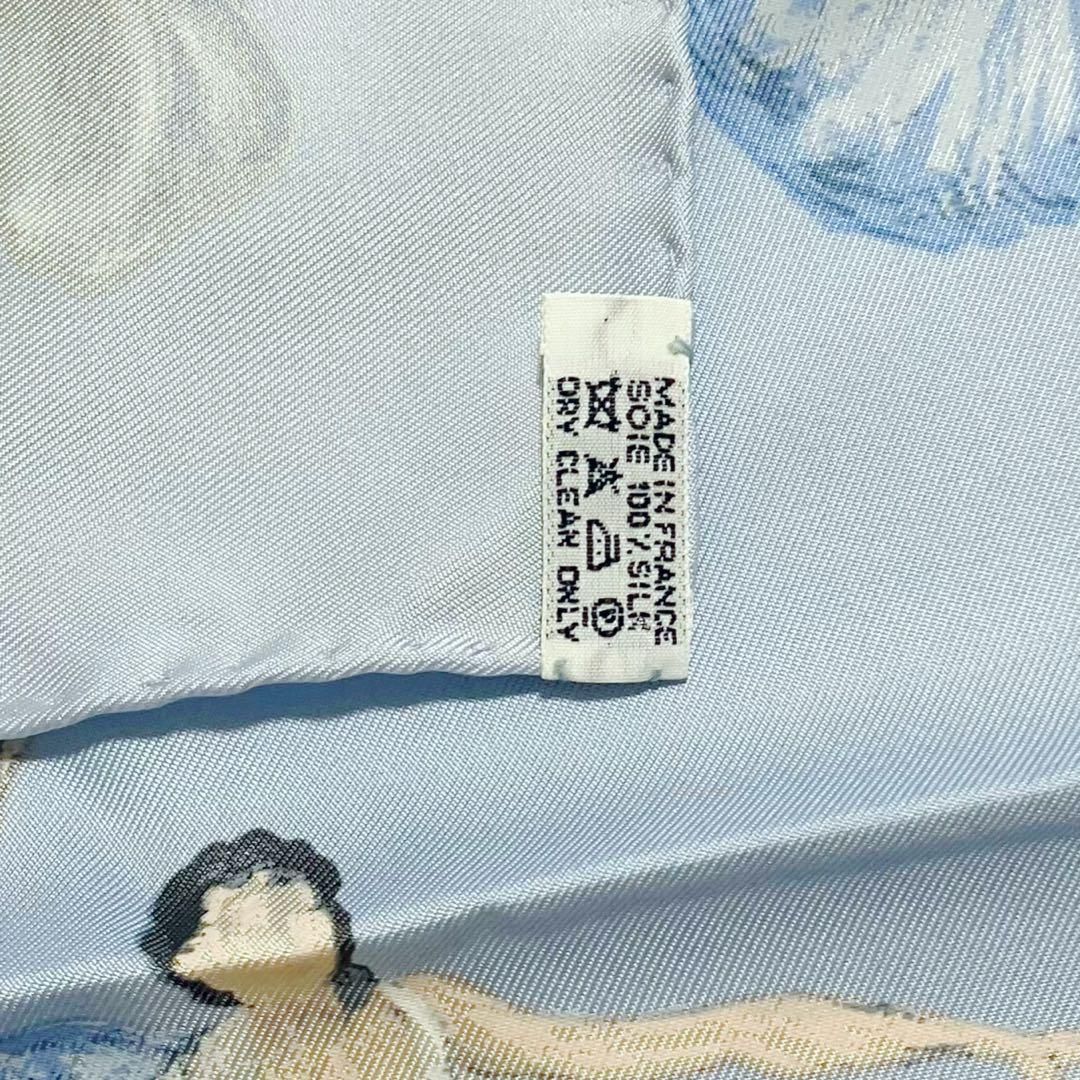 MADE IN FRANCE
SOIE 100% SILK
DRY CLEAN ONLY